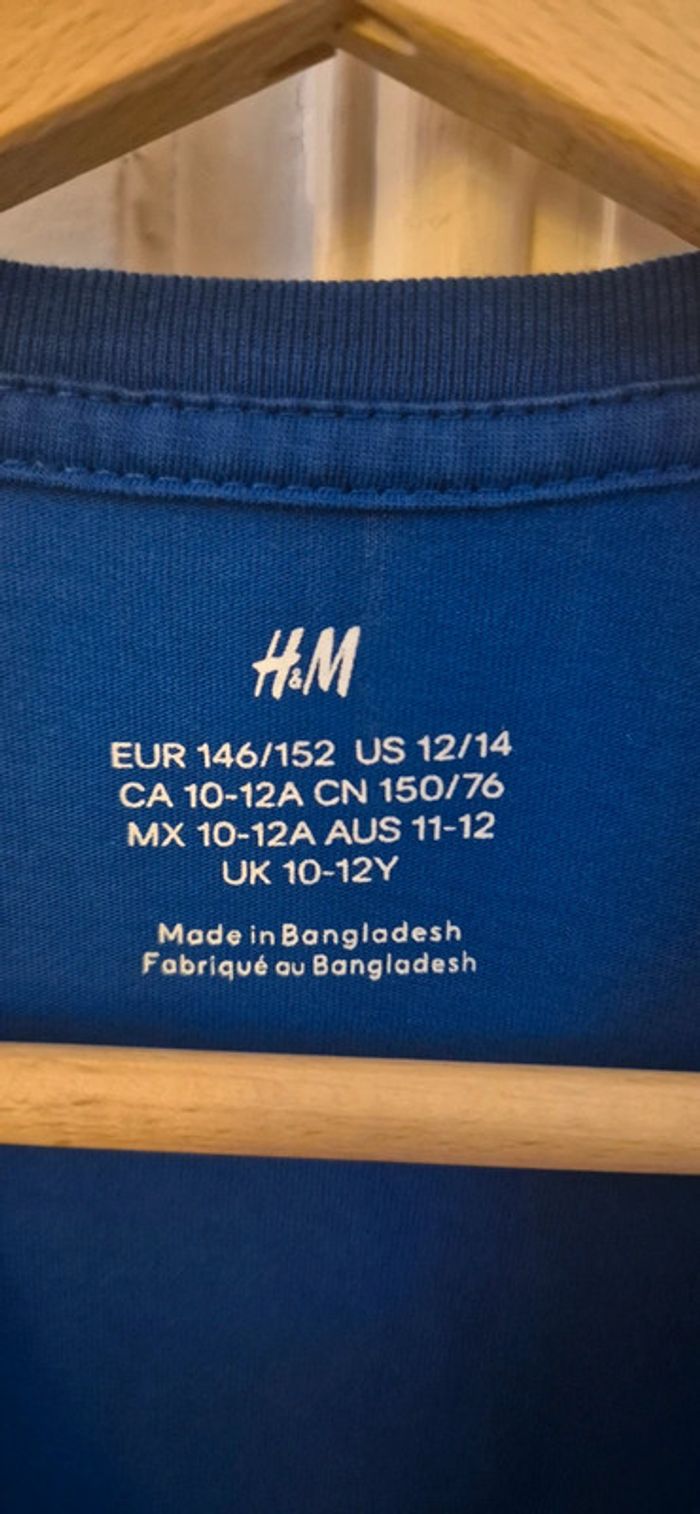 H&M
EUR 146/152 US 12/14
CA 10-12A CN 150/76
MX 10-12A AUS 11-12
UK 10-12Y
Made in Bangladesh
Fabriqué au Bangladesh